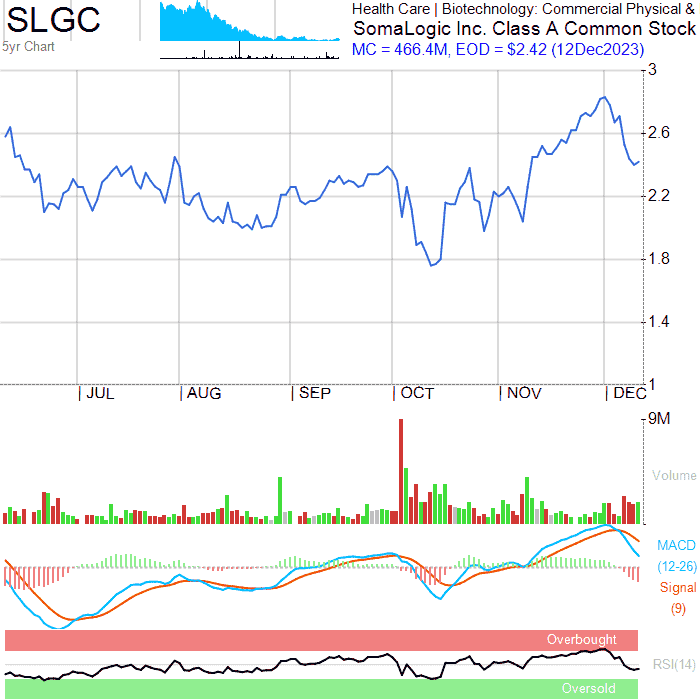 SLGC
5yr Chart
Health Care | Biotechnology: Commercial Physical &
SomaLogic Inc. Class A Common Stock
MC = 466.4M, EOD = $2.42 (12Dec2023)
3
2.6
2.2
1.8
1.4
1
| JUL | AUG | SEP | OCT | NOV | DEC
9M
Volume
MACD
(12-26)
Signal
(9)
Overbought
RSI(14)
Oversold